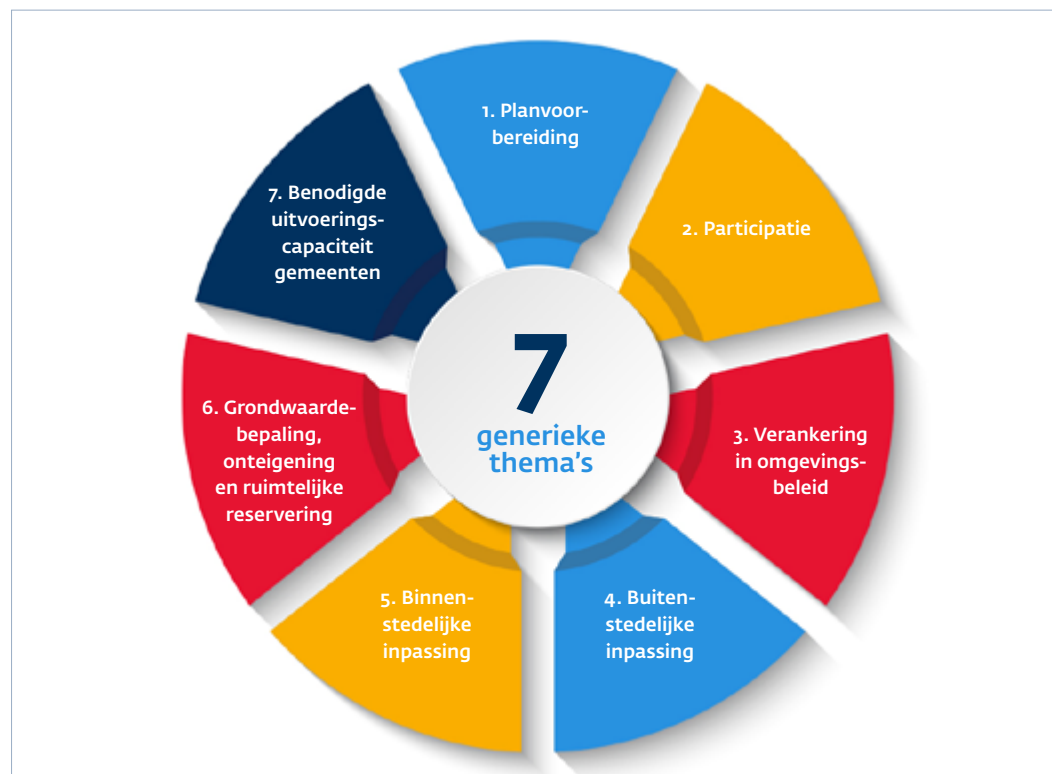 1. Planvoor-
bereiding
2. Participatie
3. Verankering
in omgevings-
beleid
4. Buiten-
stedelijke
inpassing
5. Binnen-
stedelijke
inpassing
6. Grondwaarde-
bepaling,
onteigening
en ruimtelijke
reservering
7. Benodigde
uitvoerings-
capaciteit
gemeenten
7
generieke
thema's